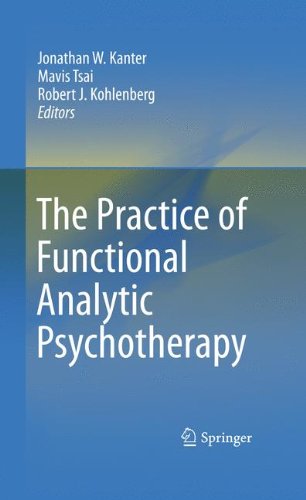 Jonathan W. Kanter
Mavis Tsai
Robert J. Kohlenberg
Editors
The Practice of
Functional
Analytic
Psychotherapy
Springer